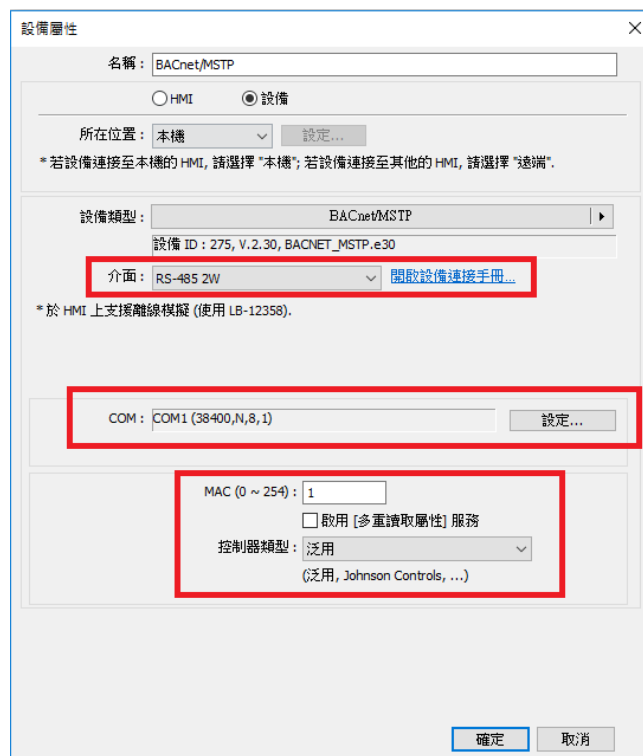 設備屬性
名稱 : BACnet/MSTP
HMI 設備
所在位置 : 本機 設定...
* 若設備連接至本機的 HMI, 請選擇 "本機"; 若設備連接至其他的 HMI, 請選擇 "遠端".
設備類型 : BACnet/MSTP
設備 ID : 275, V.2.30, BACNET_MSTP.e30
介面 : RS-485 2W 開啟設備連接手冊...
* 於 HMI 上支援離線模擬 (使用 LB-12358).
COM : COM1 (38400,N,8,1) 設定...
MAC (0 ~ 254) : 1
啟用 [多重讀取屬性] 服務
控制器類型 : 泛用
(泛用, Johnson Controls, ...)
確定 取消